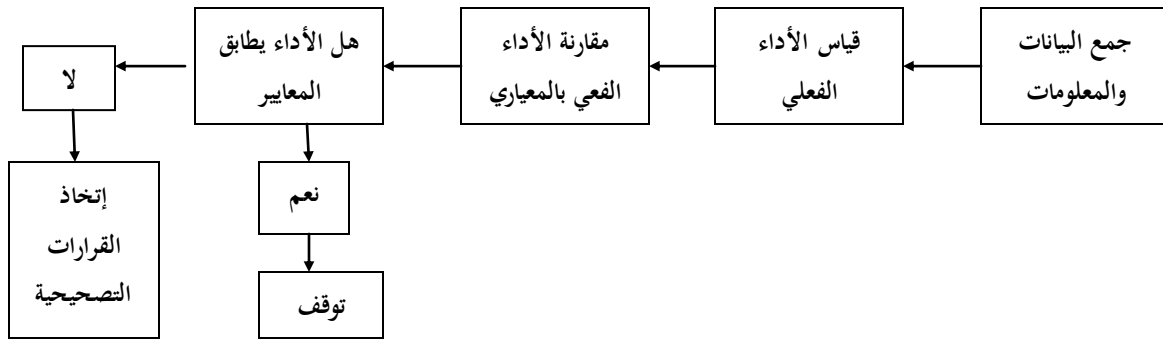 جمع البيانات
والمعلومات
قياس الأداء
الفعلي
مقارنة الأداء
الفعي بالمعياري
هل الأداء يطابق
المعايير
لا
نعم
توقف
إتخاذ
القرارات
التصحيحية